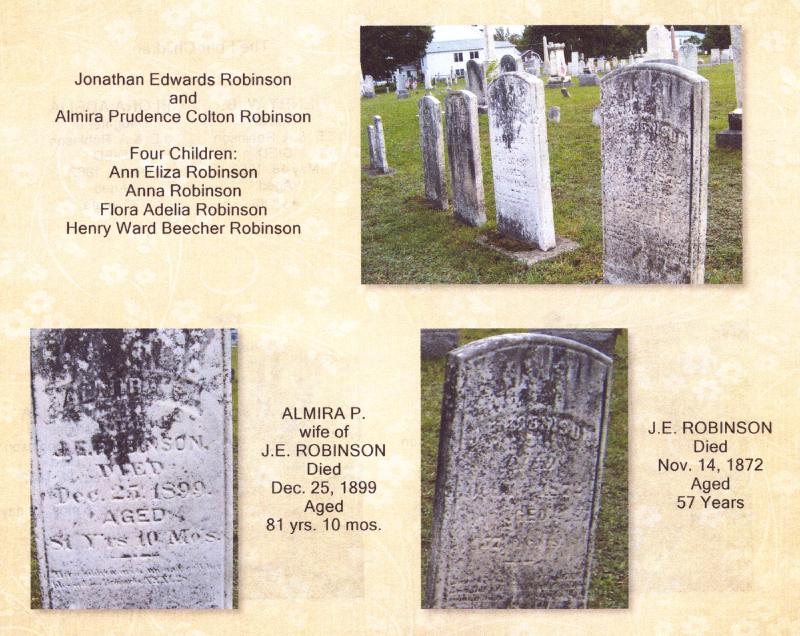 Jonathan Edwards Robinson
and
Almira Prudence Colton Robinson
Four Children:
Ann Eliza Robinson
Anna Robinson
Flora Adelia Robinson
Henry Ward Beecher Robinson
J.E. ROBINSON.
DIED
Dec. 25, 1899.
AGED
81 Yrs 10 Mos.
ALMIRA P.
wife of
J.E. ROBINSON
Died
Dec. 25, 1899
Aged
81 yrs. 10 mos.
J.E. ROBINSON
Died
Nov. 14, 1872
Aged
57 Years